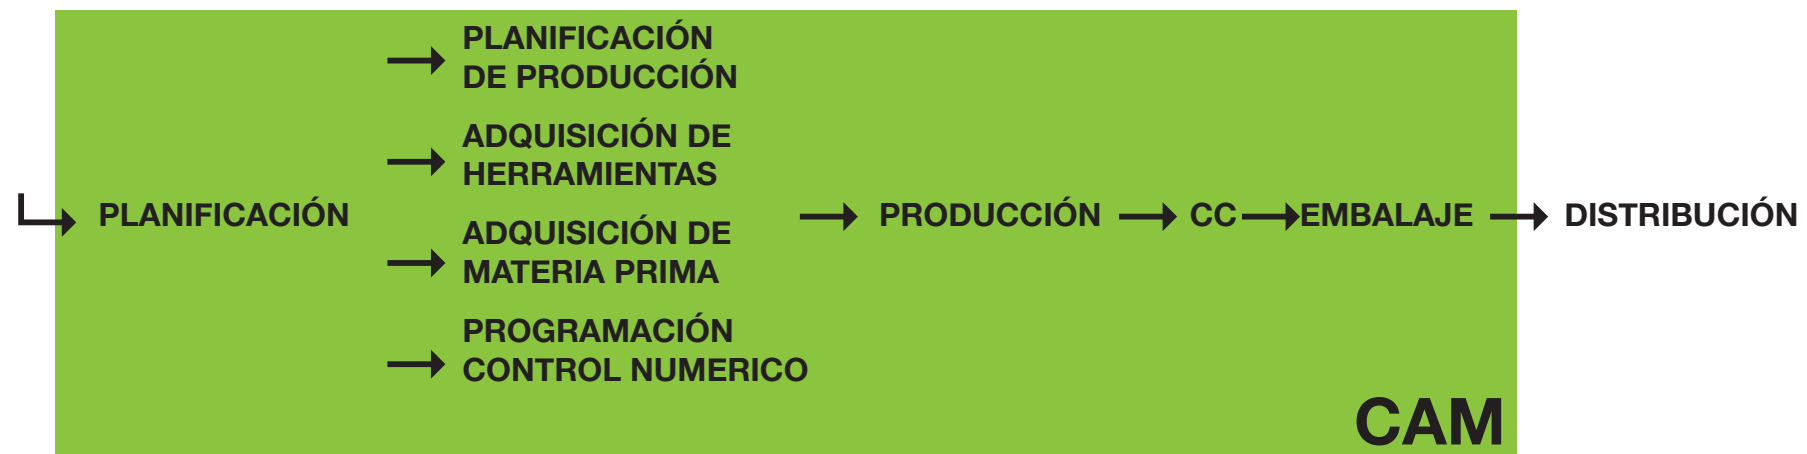 PLANIFICACIÓN
PLANIFICACIÓN
DE PRODUCCIÓN
ADQUISICIÓN DE
HERRAMIENTAS
ADQUISICIÓN DE
MATERIA PRIMA
PROGRAMACIÓN
CONTROL NUMERICO
PRODUCCIÓN
CC
EMBALAJE
DISTRIBUCIÓN
CAM